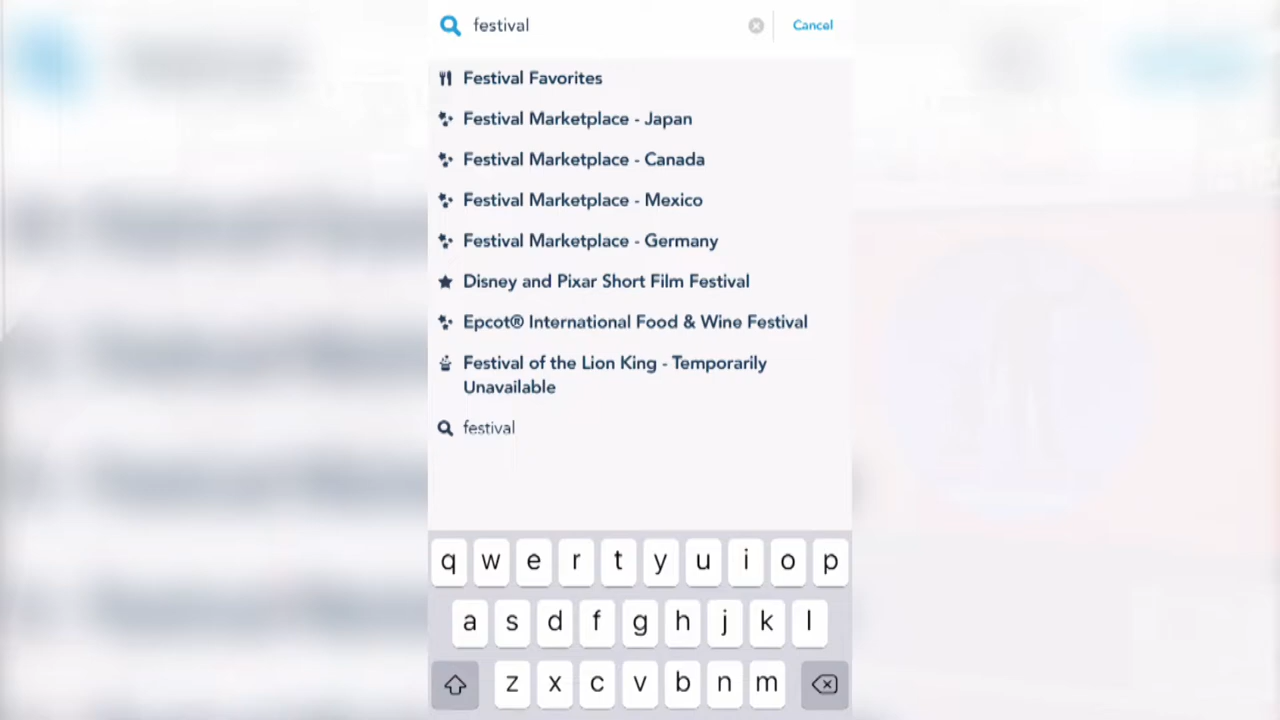 festival
Cancel
Festival Favorites
Festival Marketplace - Japan
Festival Marketplace - Canada
Festival Marketplace - Mexico
Festival Marketplace - Germany
Disney and Pixar Short Film Festival
Epcot® International Food & Wine Festival
Festival of the Lion King - Temporarily
Unavailable
festival
q w e r t y u i o p
a s d f g h j k l
z x c v b n m